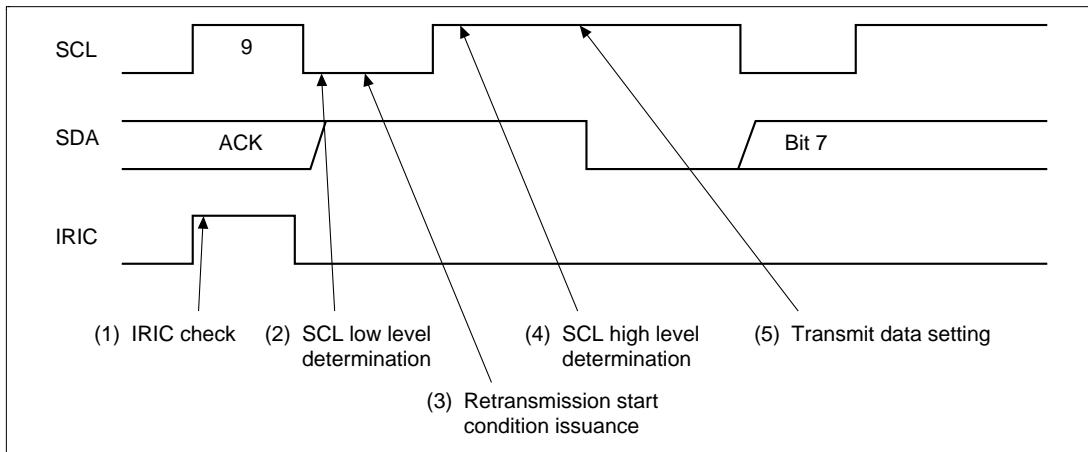 SCL
9
SDA
ACK
Bit 7
IRIC
(1) IRIC check
(2) SCL low level
determination
(4) SCL high level
determination
(5) Transmit data setting
(3) Retransmission start
condition issuance